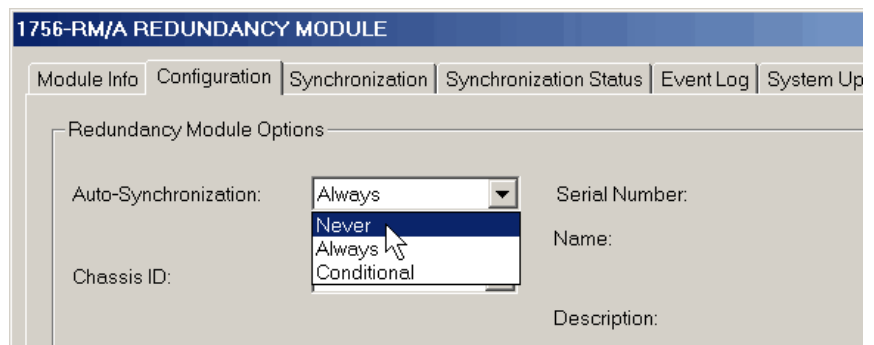 1756-RM/A REDUNDANCY MODULE
Module Info Configuration Synchronization Synchronization Status Event Log System Up
Redundancy Module Options
Auto-Synchronization: Always Serial Number:
Never
Always Name:
Conditional
Chassis ID:
Description: